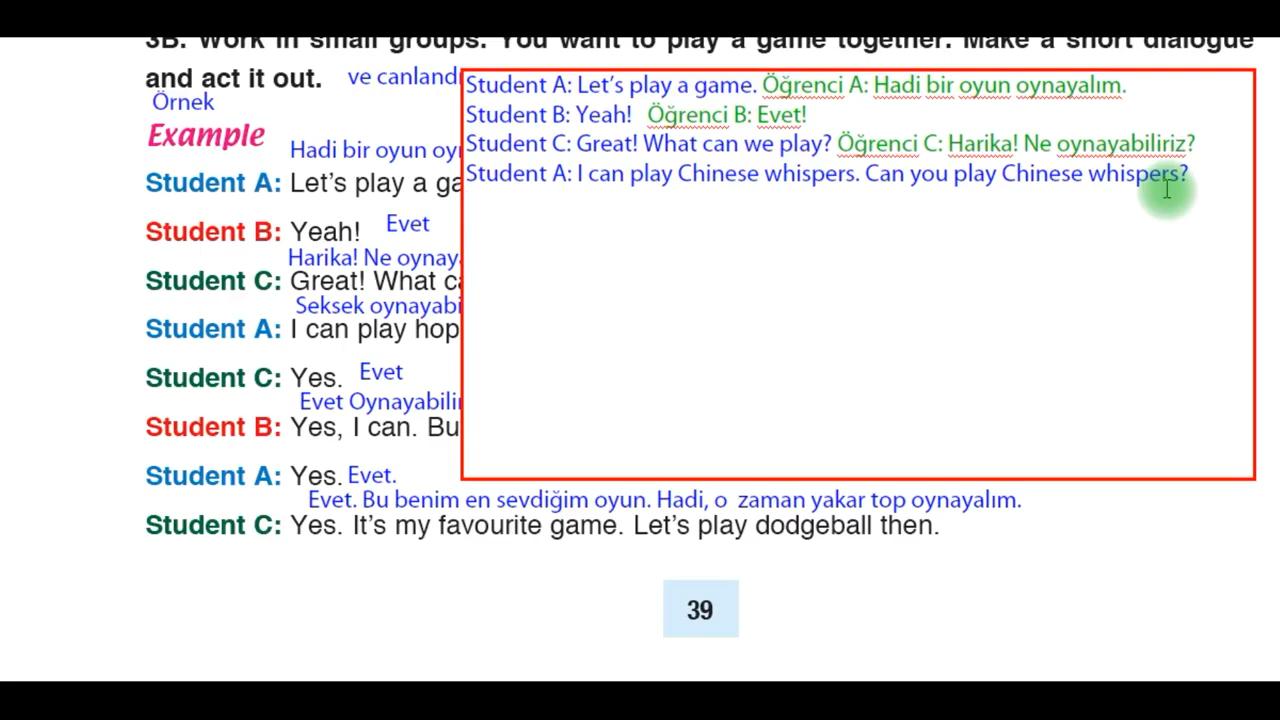 3B. Work in small groups. You want to play a game together. Make a short dialogue
and act it out. ve canlandı
Örnek
Example
Hadi bir oyun oy
Student A: Let's play a ga
Student B: Yeah! Evet
Harika! Ne oynaya
Student C: Great! What ca
Seksek oynayabi
Student A: I can play hop
Student C: Yes. Evet
Evet Oynayabilir
Student B: Yes, I can. Bu
Student A: Yes. Evet.
Evet. Bu benim en sevdiğim oyun. Hadi, o zaman yakar top oynayalım.
Student C: Yes. It's my favourite game. Let's play dodgeball then.
Student A: Let's play a game. Öğrenci A: Hadi bir oyun oynayalım.
Student B: Yeah! Öğrenci B: Evet!
Student C: Great! What can we play? Öğrenci C: Harika! Ne oynayabiliriz?
Student A: I can play Chinese whispers. Can you play Chinese whispers?
39